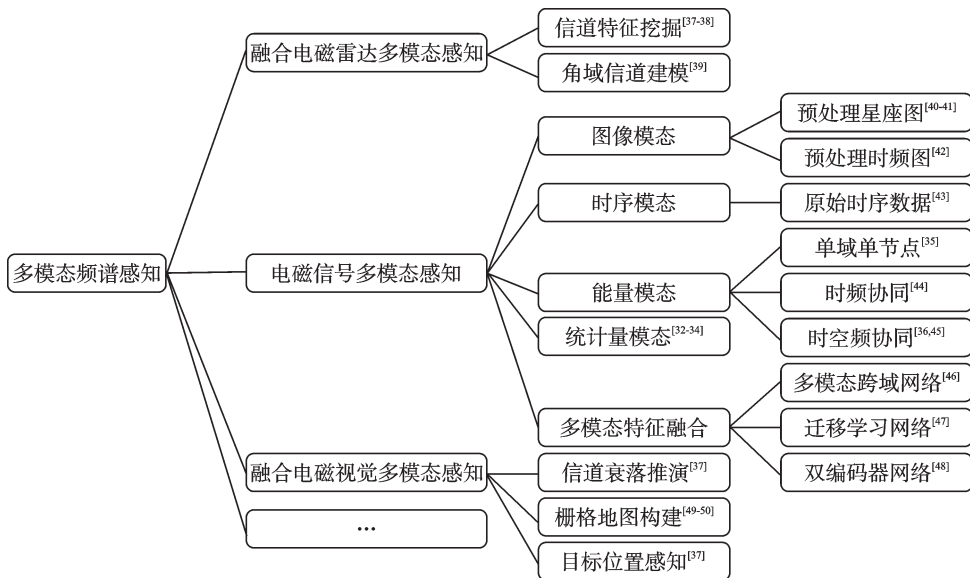 多模态频谱感知
融合电磁雷达多模态感知
信道特征挖掘[37-38]
角域信道建模[39]
电磁信号多模态感知
图像模态
预处理星座图[40-41]
预处理时频图[42]
时序模态
原始时序数据[43]
能量模态
单域单节点[35]
时频协同[44]
时空频协同[36,45]
统计量模态[32-34]
多模态特征融合
多模态跨域网络[46]
迁移学习网络[47]
双编码器网络[48]
融合电磁视觉多模态感知
信道衰落推演[37]
栅格地图构建[49-50]
目标位置感知[37]
…